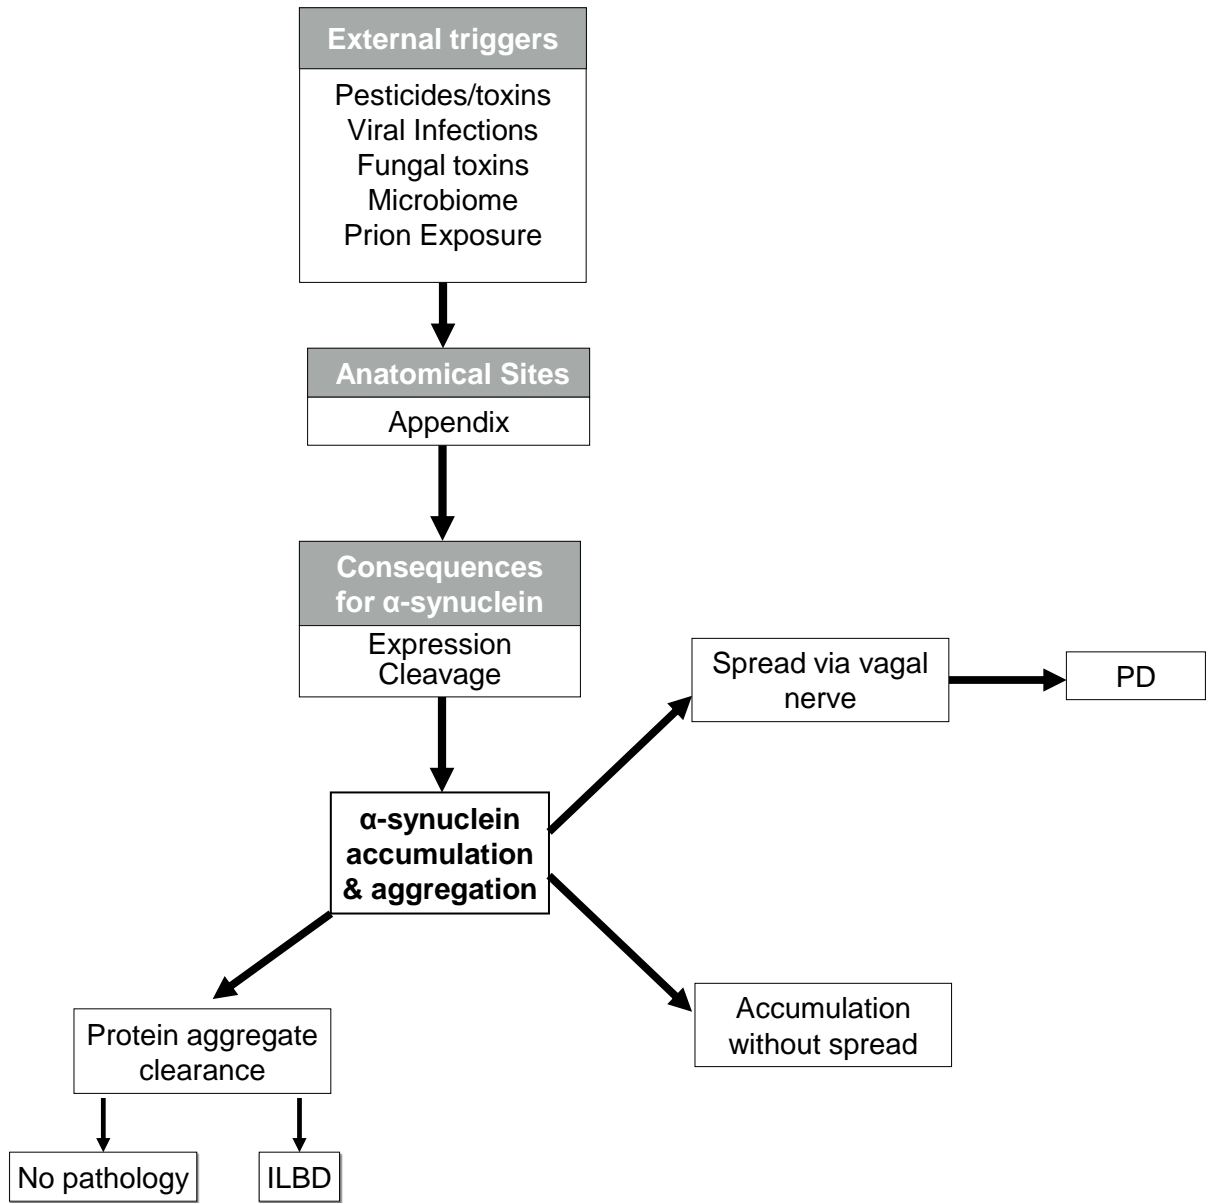 External triggers
Pesticides/toxins
Viral Infections
Fungal toxins
Microbiome
Prion Exposure
Anatomical Sites
Appendix
Consequences
for α-synuclein
Expression
Cleavage
Spread via vagal
nerve
PD
α-synuclein
accumulation
& aggregation
Accumulation
without spread
Protein aggregate
clearance
No pathology
ILBD